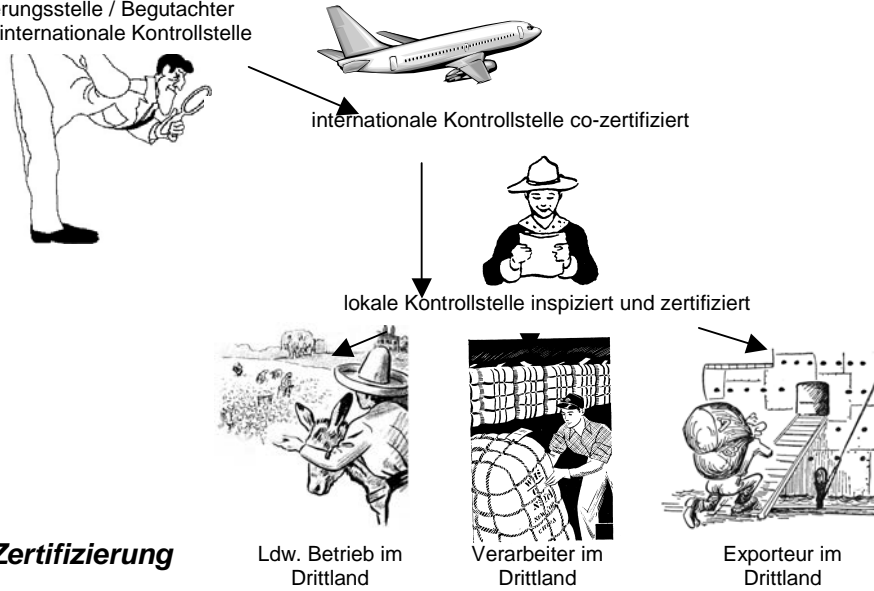 erungsstelle / Begutachter
internationale Kontrollstelle
internationale Kontrollstelle co-zertifiziert
lokale Kontrollstelle inspiziert und zertifiziert
Zertifizierung
Ldw. Betrieb im
Drittland
Verarbeiter im
Drittland
Exporteur im
Drittland